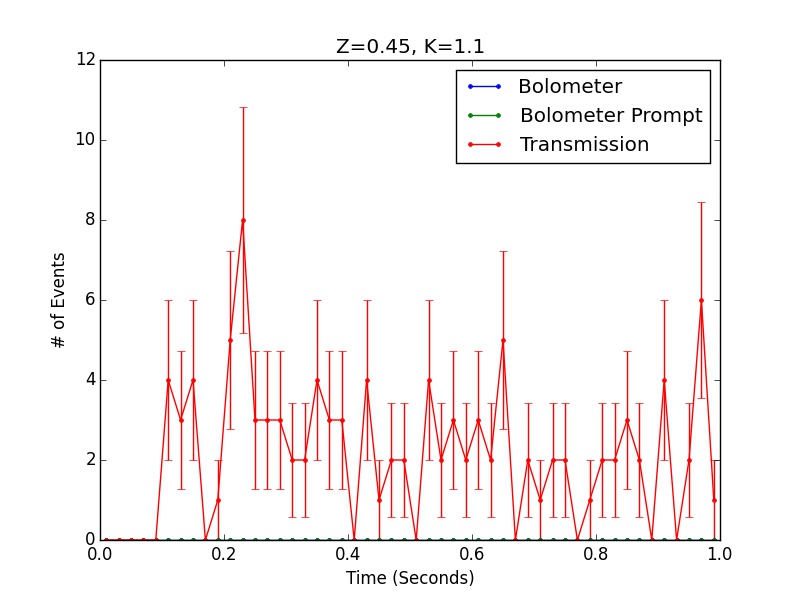 Z=0.45, K=1.1
12
10
8
6
4
2
0
# of Events
Bolometer
Bolometer Prompt
Transmission
0.0 0.2 0.4 0.6 0.8 1.0
Time (Seconds)